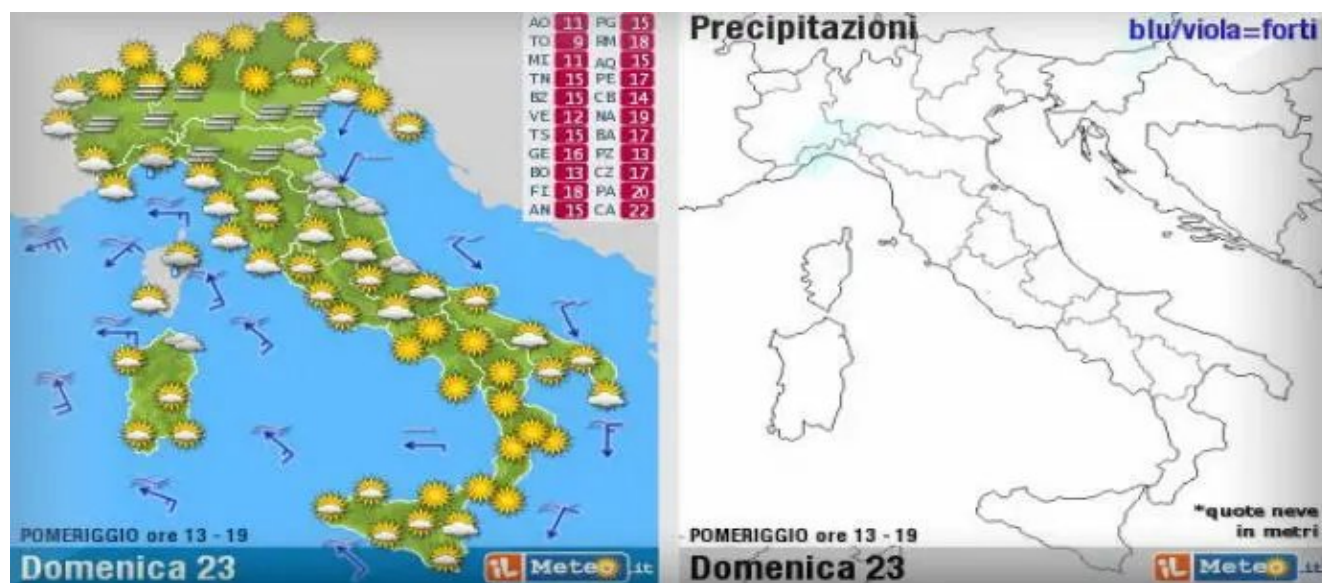 AO 11 PG 15
TO 9 RM 18
MI 11 AQ 15
TN 15 PE 17
BZ 15 CB 14
VE 12 NA 19
TS 15 BA 17
GE 16 PZ 13
BO 13 CZ 17
FI 18 PA 20
AN 15 CA 22
POMERIGGIO ore 13 - 19
Domenica 23
iL Meteo.it
Precipitazioni
blu/viola=forti
*quote neve
in metri
POMERIGGIO ore 13 - 19
Domenica 23
iL Meteo.it